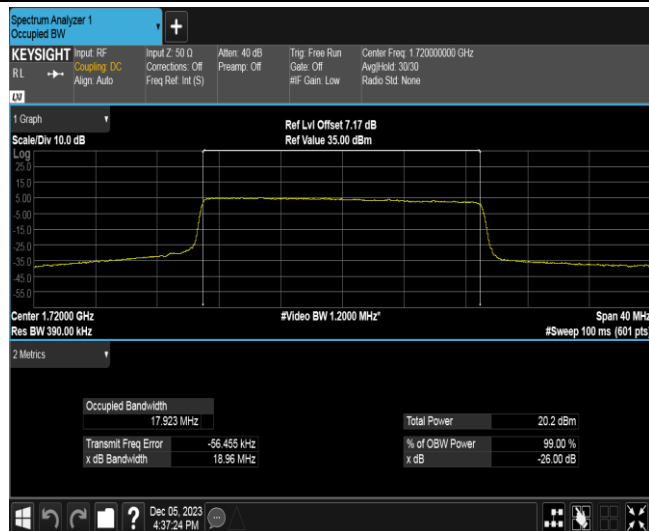 Spectrum Analyzer 1
Occupied BW
+
KEYSIGHT Input: RF Input Z: 50 Ω Atten: 40 dB Trig: Free Run Center Freq: 1.720000000 GHz
RL Coupling: DC Corrections: Off Preamp: Off Gate: Off Avg|Hold: 30/30
Align: Auto Freq Ref: Int (S) #IF Gain: Low Radio Std: None
LXI
1 Graph
Ref Lvl Offset 7.17 dB
Scale/Div 10.0 dB Ref Value 35.00 dBm
Log
25.0
15.0
5.00
-5.00
-15.0
-25.0
-35.0
-45.0
-55.0
Center 1.72000 GHz #Video BW 1.2000 MHz* Span 40 MHz
Res BW 390.00 kHz #Sweep 100 ms (601 pts)
2 Metrics
Occupied Bandwidth
17.923 MHz Total Power 20.2 dBm
Transmit Freq Error -56.455 kHz % of OBW Power 99.00 %
x dB Bandwidth 18.96 MHz x dB -26.00 dB
? Dec 05, 2023
4:37:24 PM